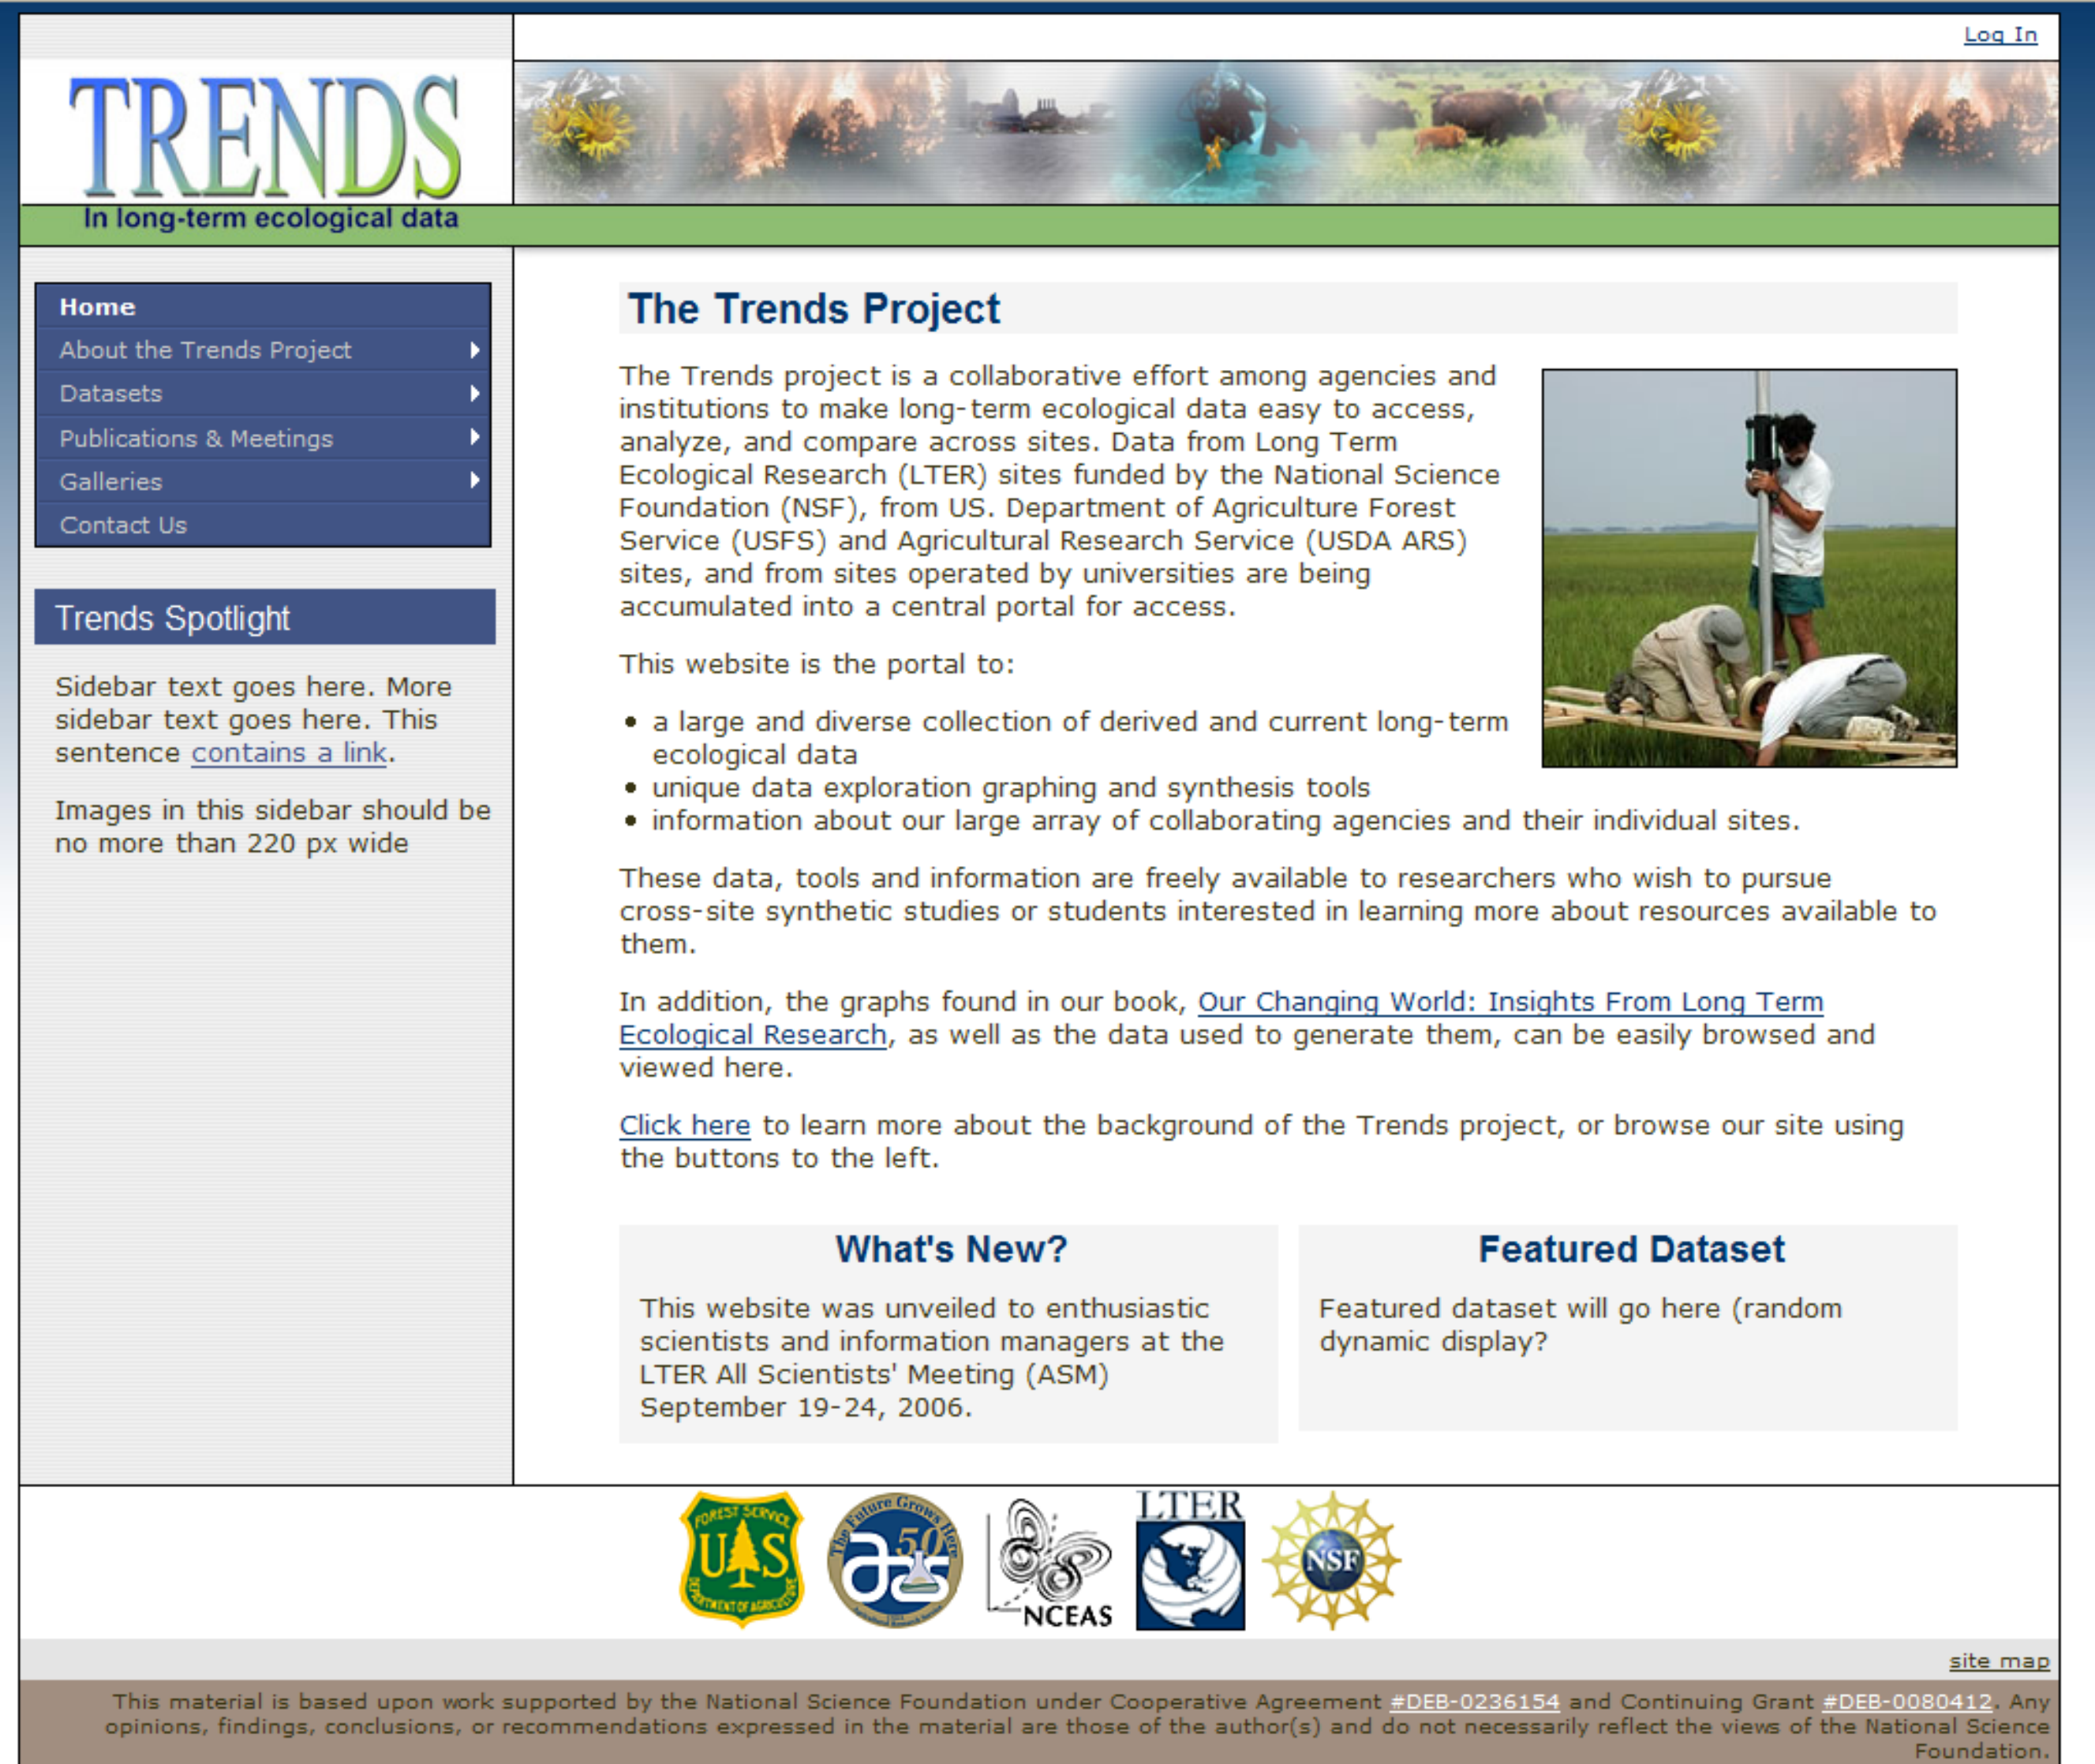 Log In
TRENDS
In long-term ecological data
Home
About the Trends Project
Datasets
Publications & Meetings
Galleries
Contact Us
Trends Spotlight
Sidebar text goes here. More
sidebar text goes here. This
sentence contains a link.
Images in this sidebar should be
no more than 220 px wide
The Trends Project
The Trends project is a collaborative effort among agencies and
institutions to make long-term ecological data easy to access,
analyze, and compare across sites. Data from Long Term
Ecological Research (LTER) sites funded by the National Science
Foundation (NSF), from US. Department of Agriculture Forest
Service (USFS) and Agricultural Research Service (USDA ARS)
sites, and from sites operated by universities are being
accumulated into a central portal for access.
This website is the portal to:
• a large and diverse collection of derived and current long-term
ecological data
• unique data exploration graphing and synthesis tools
• information about our large array of collaborating agencies and their individual sites.
These data, tools and information are freely available to researchers who wish to pursue
cross-site synthetic studies or students interested in learning more about resources available to
them.
In addition, the graphs found in our book, Our Changing World: Insights From Long Term
Ecological Research, as well as the data used to generate them, can be easily browsed and
viewed here.
Click here to learn more about the background of the Trends project, or browse our site using
the buttons to the left.
What's New?
This website was unveiled to enthusiastic
scientists and information managers at the
LTER All Scientists' Meeting (ASM)
September 19-24, 2006.
Featured Dataset
Featured dataset will go here (random
dynamic display?
FOREST SERVICE
UAS
DEPARTMENT OF AGRICULTURE
The Future Grows Here
50
ars
Agricultural Research Service
NCEAS
LTER
NSF
site map
This material is based upon work supported by the National Science Foundation under Cooperative Agreement #DEB-0236154 and Continuing Grant #DEB-0080412. Any
opinions, findings, conclusions, or recommendations expressed in the material are those of the author(s) and do not necessarily reflect the views of the National Science
Foundation.